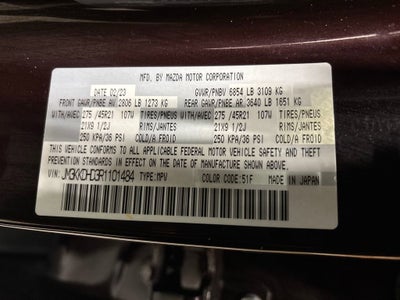 MFD. BY MAZDA MOTOR CORPORATION
DATE 02/23 GVWR/PNBV 6854 LB 3109 KG
FRONT GAWR/PNBE AV 2806 LB 1273 KG REAR GAWR/PNBE AR 3640 LB 1651 KG
WITH/AVEC 275/45R21 107W TIRES/PNEUS WITH/AVEC 275/45R21 107W TIRES/PNEUS
21X9 1/2J RIMS/JANTES 21X9 1/2J RIMS/JANTES
250 KPA/36 PSI COLD/A FROID 250 KPA/36 PSI COLD/A FROID
THIS VEHICLE CONFORMS TO ALL APPLICABLE FEDERAL MOTOR VEHICLE SAFETY AND THEFT PREVENTION
STANDARDS IN EFFECT ON THE DATE OF MANUFACTURE SHOWN ABOVE.
VIN: JM3KKDHD3R1101484 TYPE:MPV COLOR CODE:51F MADE IN JAPAN